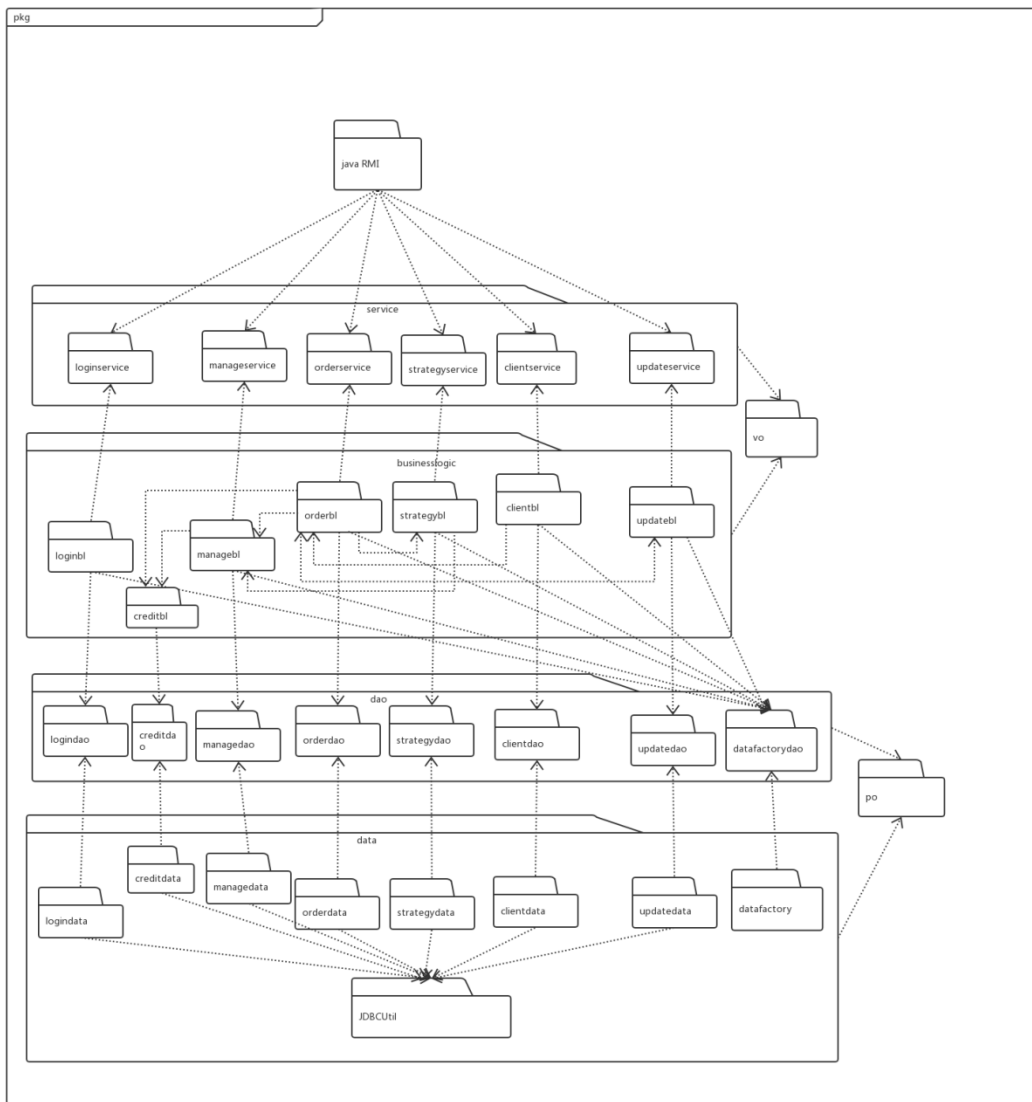 pkg
java RMI
service
loginservice
manageservice
orderservice
strategyservice
clientservice
updateservice
vo
businesslogic
orderbl
strategybl
clientbl
updatebl
loginbl
managebl
creditbl
dao
logindao
creditda
o
managedao
orderdao
strategydao
clientdao
updatedao
datafactorydao
po
data
creditdata
managedata
logindata
orderdata
strategydata
clientdata
updatedata
datafactory
JDBCUtil